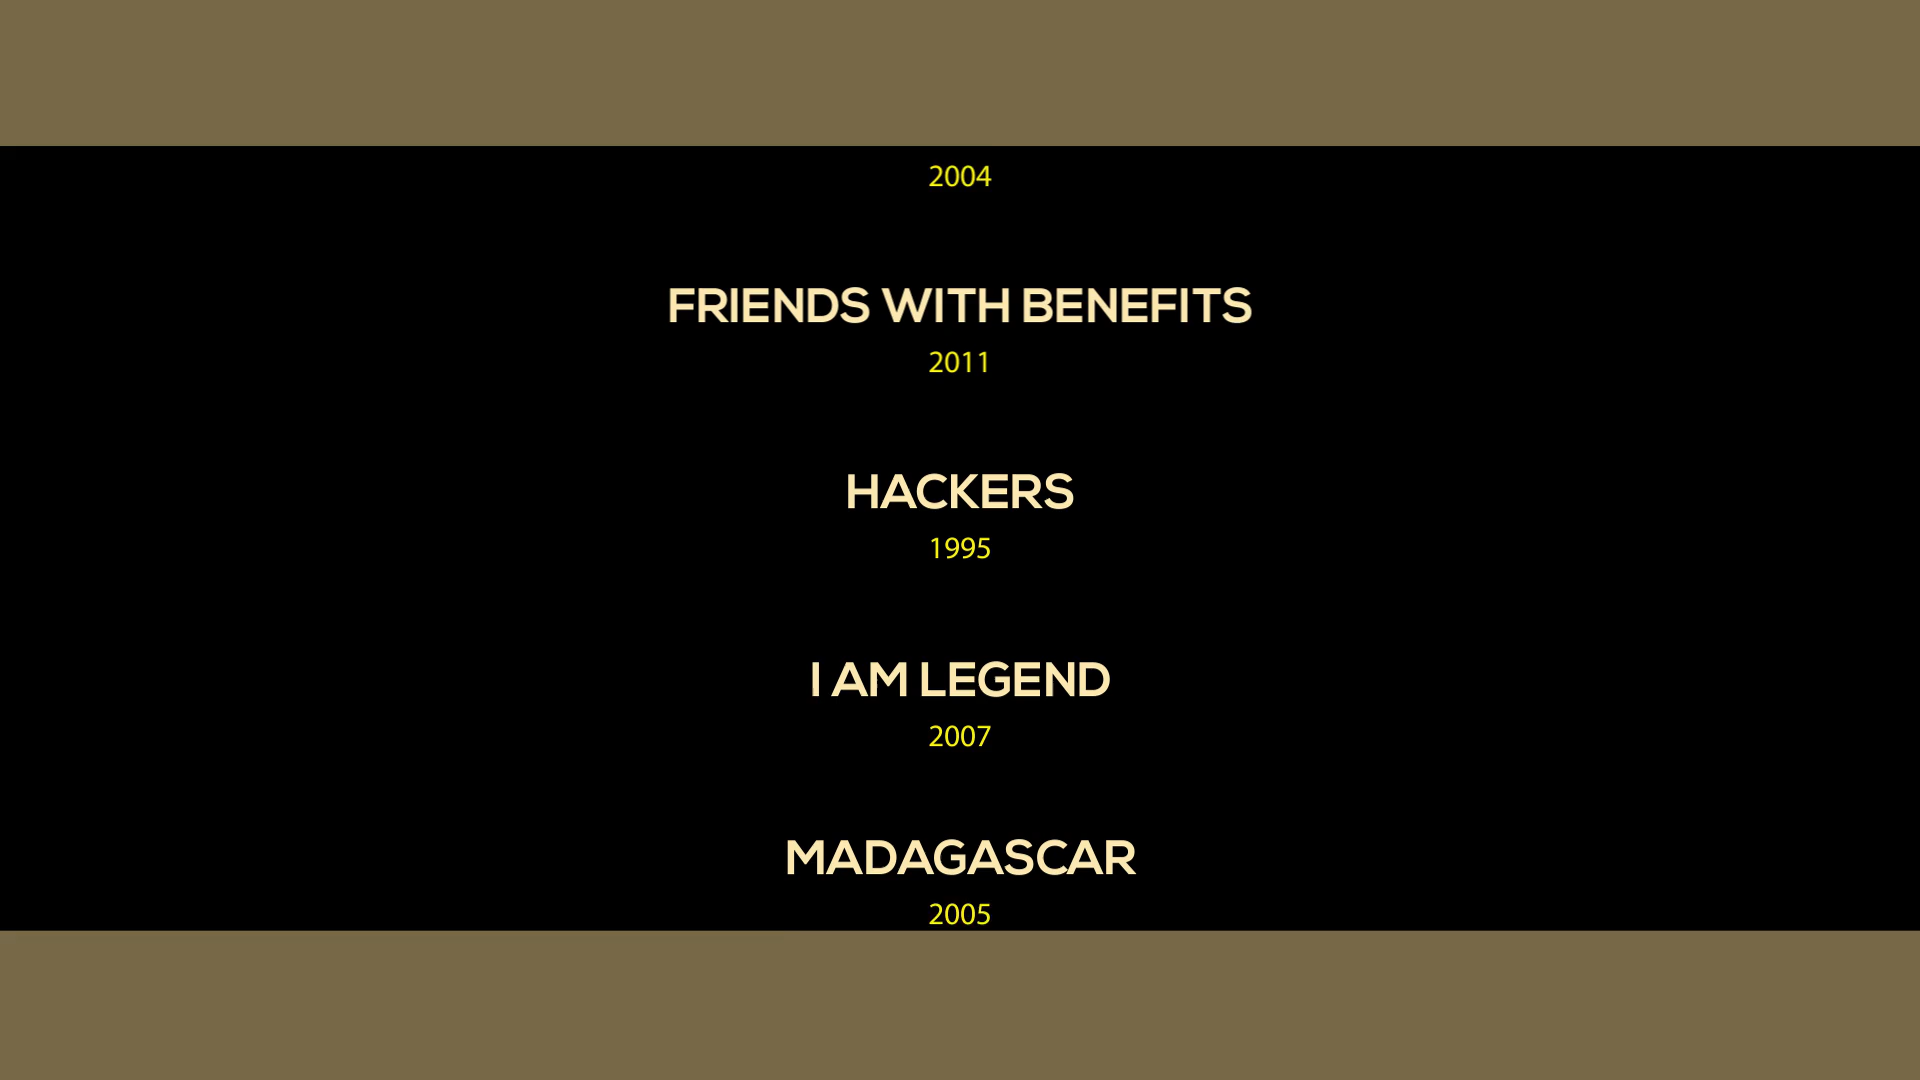 2004
FRIENDS WITH BENEFITS
2011
HACKERS
1995
I AM LEGEND
2007
MADAGASCAR
2005